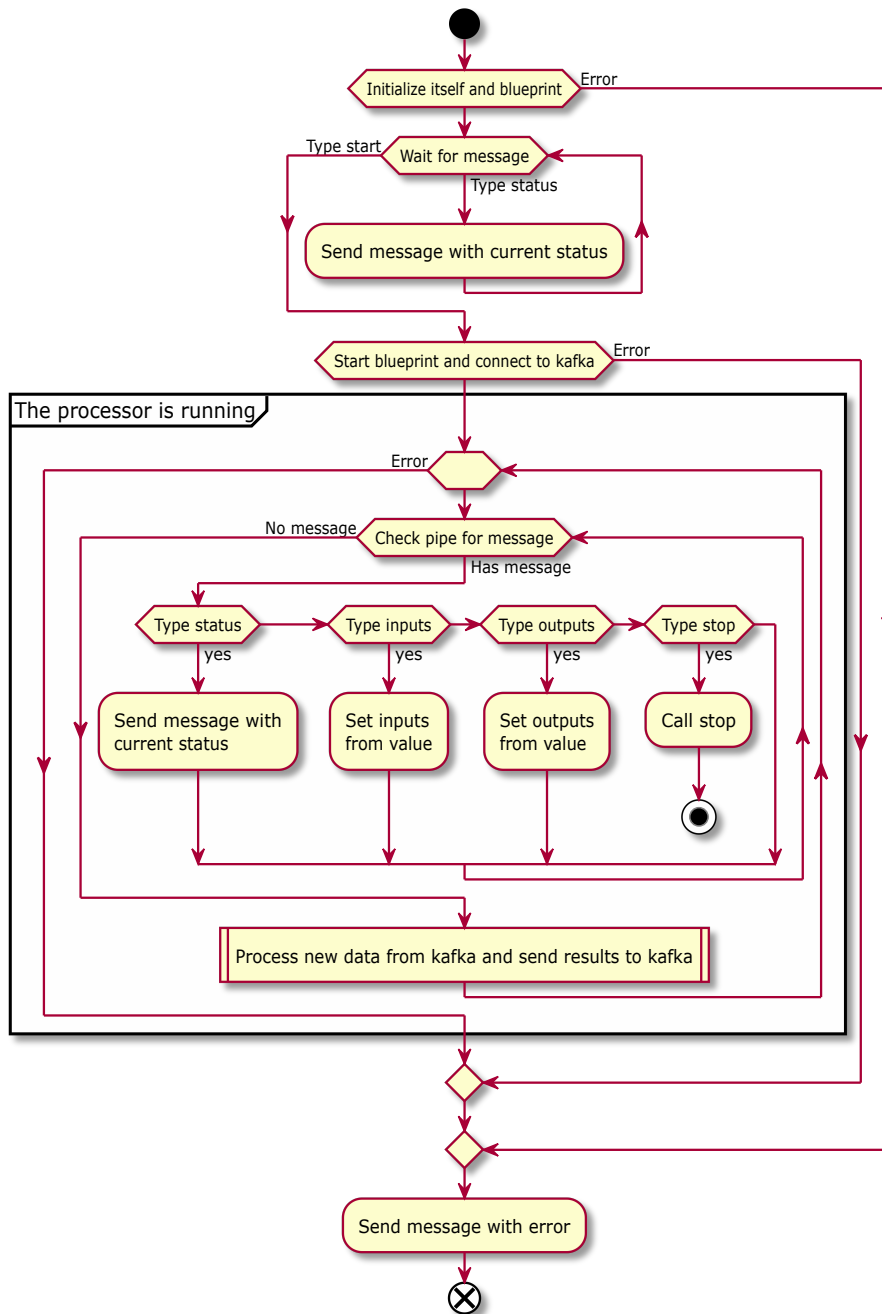 Initialize itself and blueprint
Error
Type start
Wait for message
Type status
Send message with current status
Start blueprint and connect to kafka
Error
The processor is running
Error
No message
Check pipe for message
Has message
Type status
Type inputs
Type outputs
Type stop
yes
yes
yes
yes
Send message with
current status
Set inputs
from value
Set outputs
from value
Call stop
Process new data from kafka and send results to kafka
Send message with error